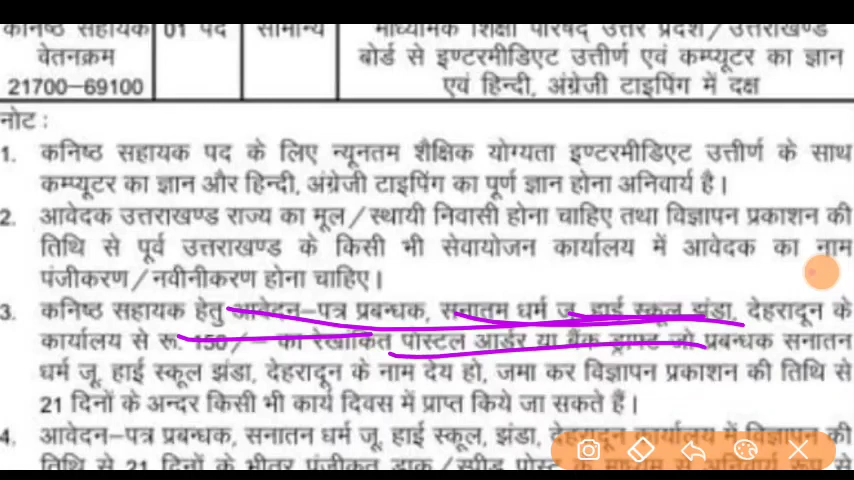 कनिष्ठ सहायक 01 पद सामान्य माध्यमिक शिक्षा परिषद् उत्तर प्रदेश/उत्तराखण्ड
वेतनक्रम बोर्ड से इण्टरमीडिएट उत्तीर्ण एवं कम्प्यूटर का ज्ञान
21700-69100 एवं हिन्दी, अंग्रेजी टाइपिंग में दक्ष
नोट :
1. कनिष्ठ सहायक पद के लिए न्यूनतम शैक्षिक योग्यता इण्टरमीडिएट उत्तीर्ण के साथ
कम्प्यूटर का ज्ञान और हिन्दी, अंग्रेजी टाइपिंग का पूर्ण ज्ञान होना अनिवार्य है।
2. आवेदक उत्तराखण्ड राज्य का मूल/स्थायी निवासी होना चाहिए तथा विज्ञापन प्रकाशन की
तिथि से पूर्व उत्तराखण्ड के किसी भी सेवायोजन कार्यालय में आवेदक का नाम
पंजीकरण/नवीनीकरण होना चाहिए।
3. कनिष्ठ सहायक हेतु आवेदन-पत्र प्रबन्धक, सनातम धर्म जू. हाई स्कूल झंडा, देहरादून के
कार्यालय से रू. 150/- का रेखांकित पोस्टल आर्डर या बैंक ड्राफ्ट जो प्रबन्धक सनातन
धर्म जू. हाई स्कूल झंडा, देहरादून के नाम देय हो, जमा कर विज्ञापन प्रकाशन की तिथि से
21 दिनों के अन्दर किसी भी कार्य दिवस में प्राप्त किये जा सकते हैं।
4. आवेदन-पत्र प्रबन्धक, सनातन धर्म जू. हाई स्कूल, झंडा, देहरादून कार्यालय में विज्ञापन की
तिथि से 21 दिनों के भीतर पंजीकृत डाक/स्पीड पोस्ट के माध्यम से अनिवार्य रूप से